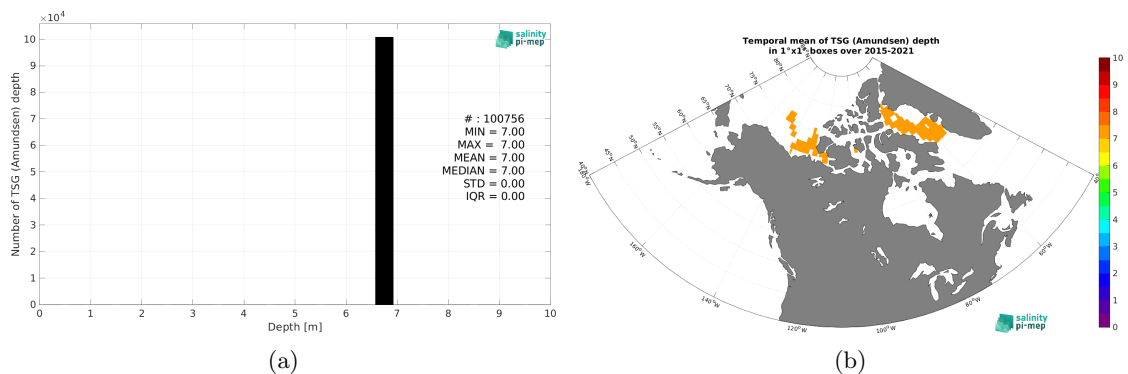 ×10⁴
10
9
8
7
6
5
4
3
2
1
0
Number of TSG (Amundsen) depth
0 1 2 3 4 5 6 7 8 9 10
Depth [m]
salinity
pi-mep
# : 100756
MIN = 7.00
MAX = 7.00
MEAN = 7.00
MEDIAN = 7.00
STD = 0.00
IQR = 0.00
(a)
Temporal mean of TSG (Amundsen) depth
in 1°x1° boxes over 2015-2021
80°N
75°N
70°N
65°N
60°N
55°N
50°N
45°N
160°W
140°W
120°W
100°W
80°W
60°W
10
9
8
7
6
5
4
3
2
1
0
salinity
pi-mep
(b)